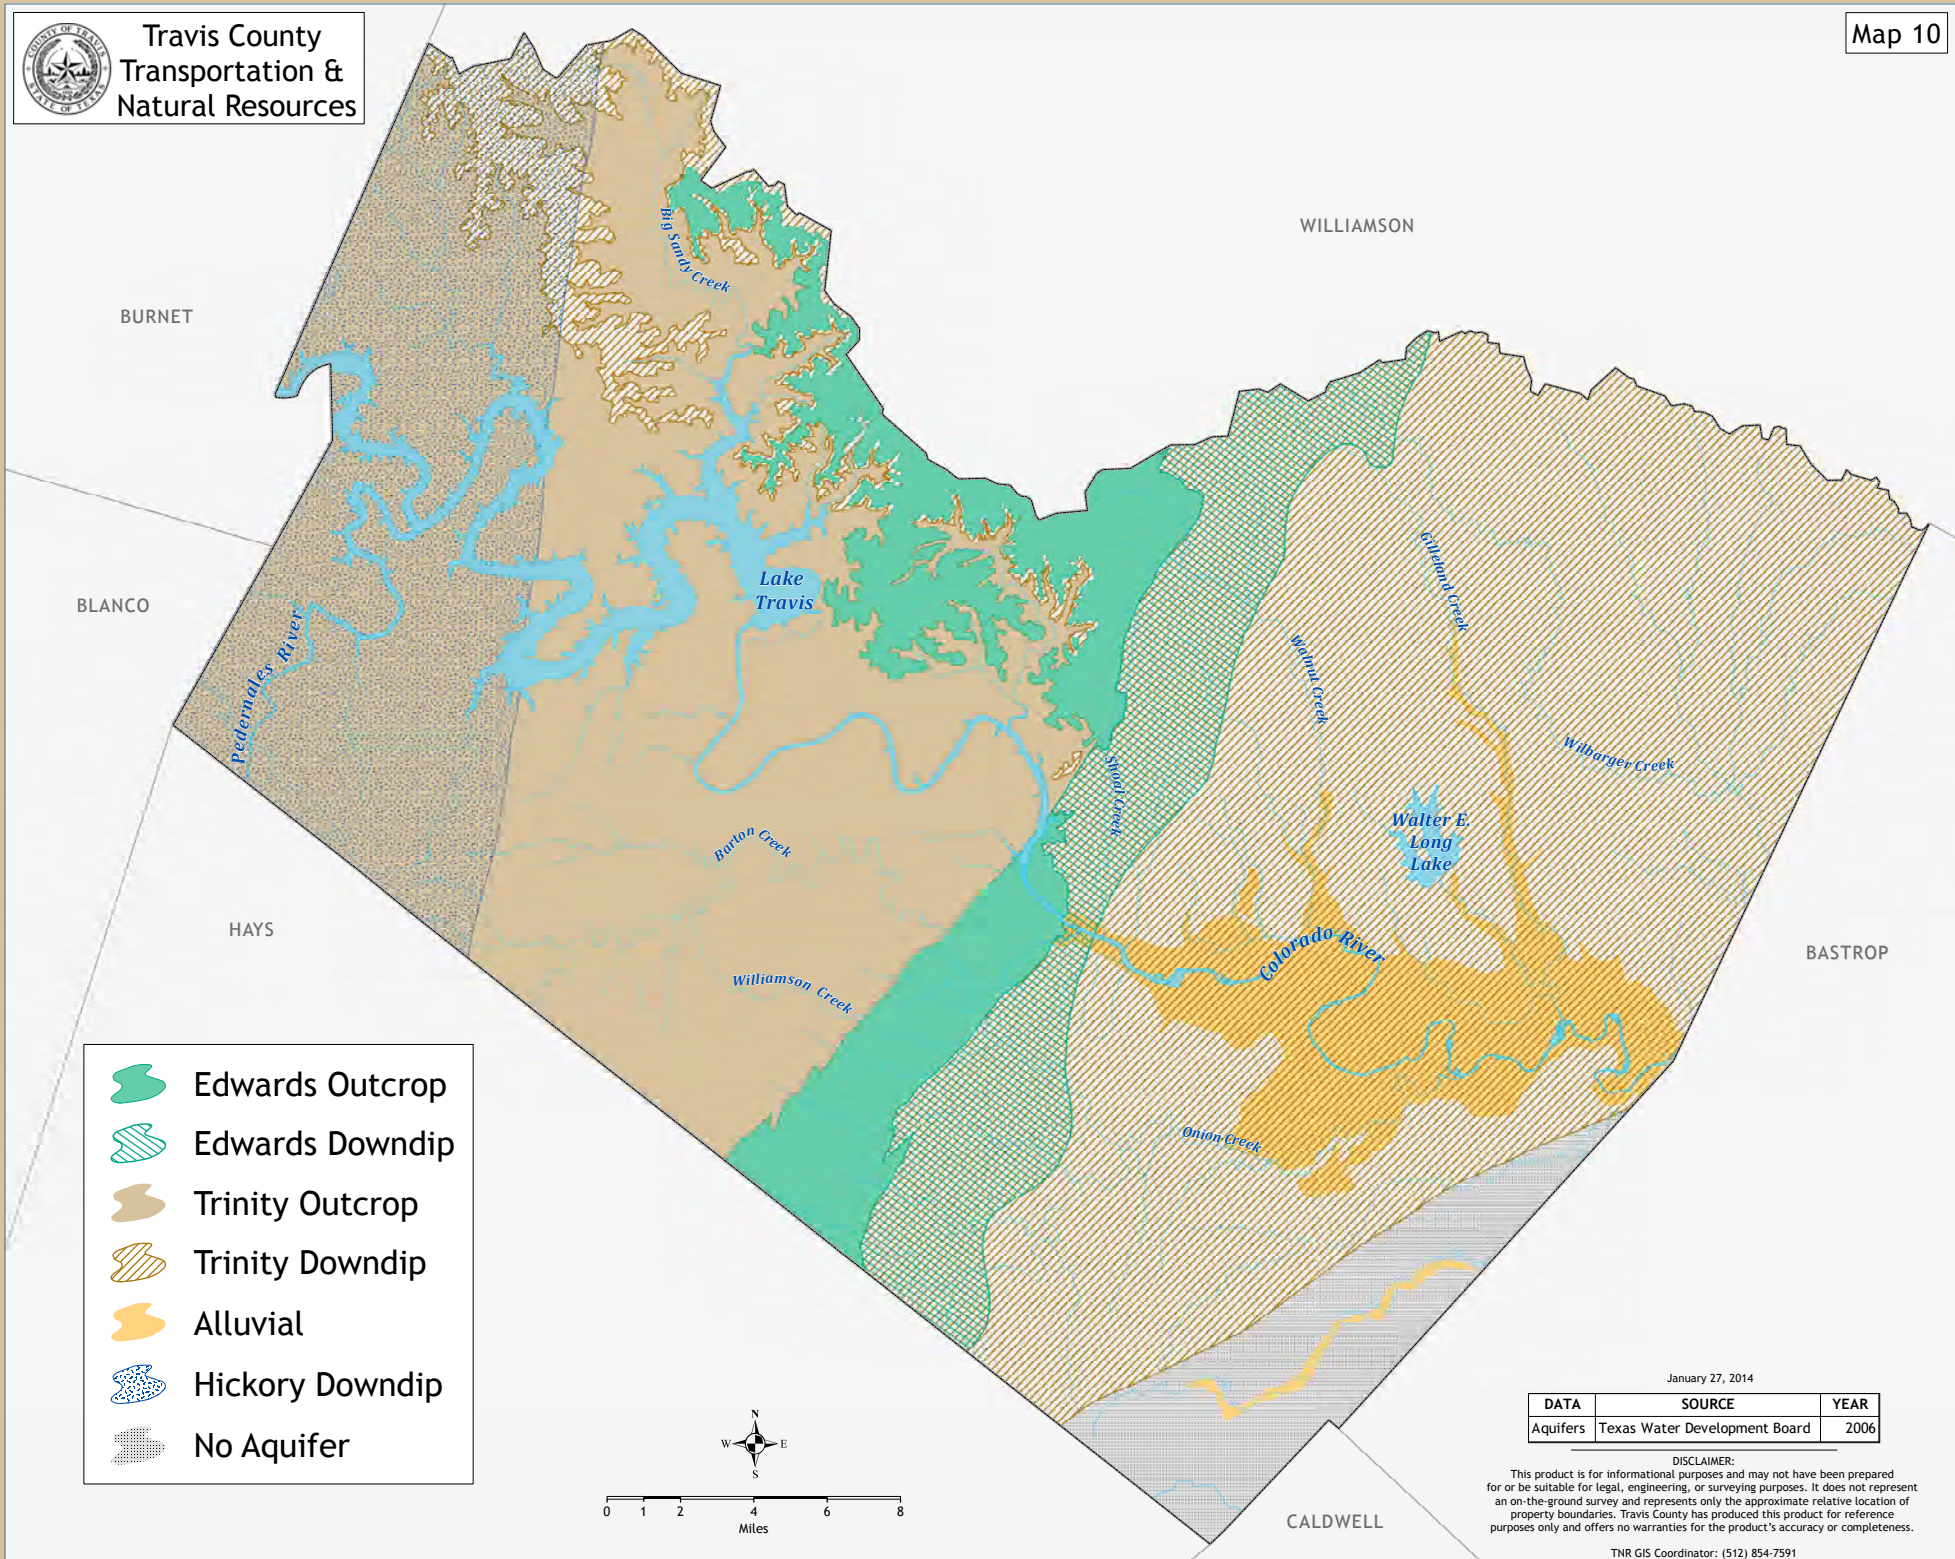 COUNTY OF TRAVIS
STATE OF TEXAS
Travis County
Transportation &
Natural Resources
Map 10
WILLIAMSON
BURNET
BLANCO
HAYS
BASTROP
CALDWELL
Big Sandy Creek
Lake
Travis
Pedernales River
Gilleland Creek
Walnut Creek
Wilbarger Creek
Shoal Creek
Walter E.
Long
Lake
Barton Creek
Williamson Creek
Colorado River
Onion Creek
Edwards Outcrop
Edwards Downdip
Trinity Outcrop
Trinity Downdip
Alluvial
Hickory Downdip
No Aquifer
N
W E
S
0 1 2 4 6 8
Miles
January 27, 2014
DATA SOURCE YEAR
Aquifers Texas Water Development Board 2006
DISCLAIMER:
This product is for informational purposes and may not have been prepared
for or be suitable for legal, engineering, or surveying purposes. It does not represent
an on-the-ground survey and represents only the approximate relative location of
property boundaries. Travis County has produced this product for reference
purposes only and offers no warranties for the product's accuracy or completeness.
TNR GIS Coordinator: (512) 854-7591